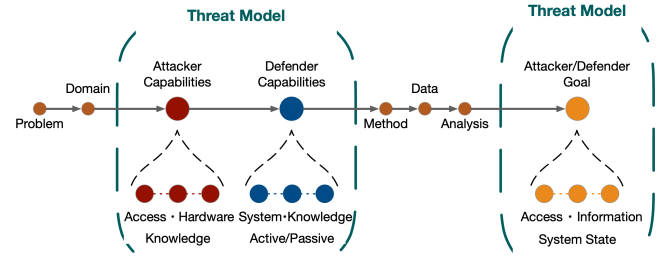 Threat Model
Threat Model
Attacker
Capabilities
Defender
Capabilities
Attacker/Defender
Goal
Domain
Data
Problem
Method
Analysis
Access · Hardware
Knowledge
System·Knowledge
Active/Passive
Access · Information
System State